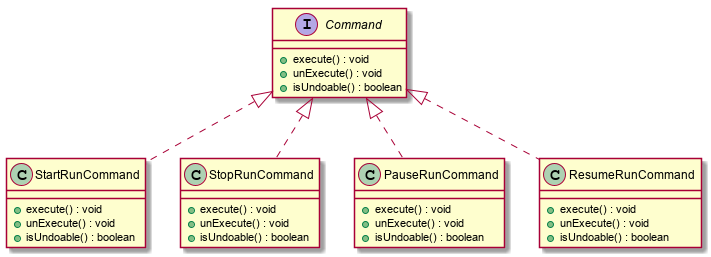 I Command
execute() : void
unExecute() : void
isUndoable() : boolean
C StartRunCommand
execute() : void
unExecute() : void
isUndoable() : boolean
C StopRunCommand
execute() : void
unExecute() : void
isUndoable() : boolean
C PauseRunCommand
execute() : void
unExecute() : void
isUndoable() : boolean
C ResumeRunCommand
execute() : void
unExecute() : void
isUndoable() : boolean